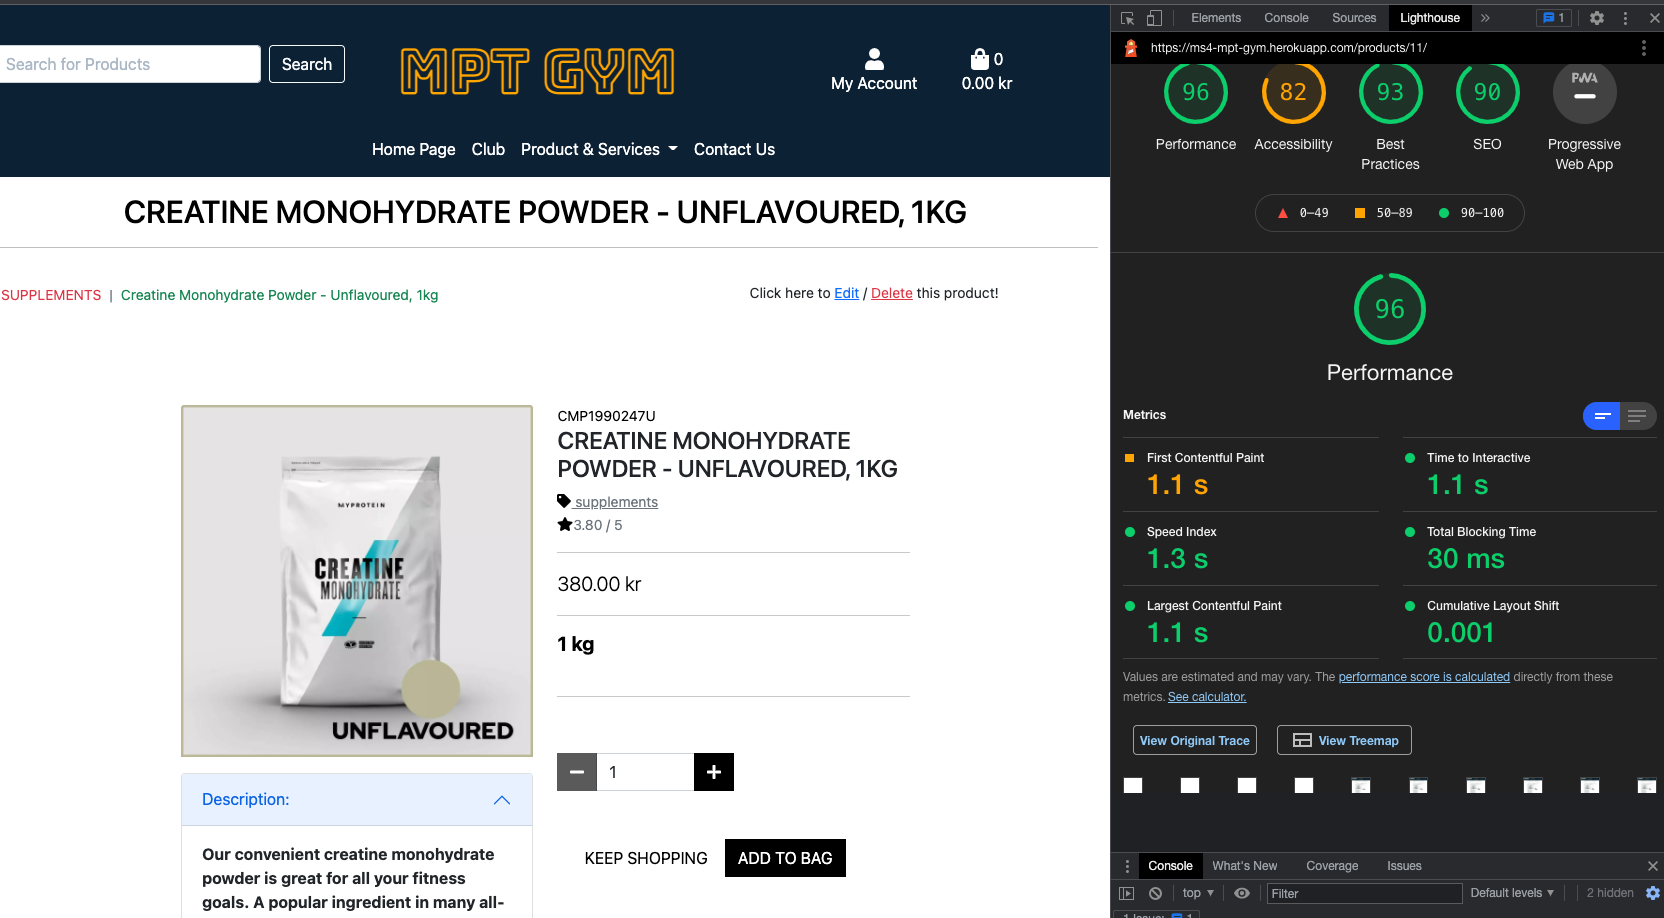 Search for Products
Search
MPT GYM
My Account
0
0.00 kr
Home Page Club Product & Services Contact Us
CREATINE MONOHYDRATE POWDER - UNFLAVOURED, 1KG
SUPPLEMENTS | Creatine Monohydrate Powder - Unflavoured, 1kg
Click here to Edit / Delete this product!
MYPROTEIN
CREATINE
MONOHYDRATE
UNFLAVOURED
CMP1990247U
CREATINE MONOHYDRATE
POWDER - UNFLAVOURED, 1KG
supplements
3.80 / 5
380.00 kr
1 kg
1
KEEP SHOPPING ADD TO BAG
Description:
Our convenient creatine monohydrate
powder is great for all your fitness
goals. A popular ingredient in many all-
Elements Console Sources Lighthouse » 1
https://ms4-mpt-gym.herokuapp.com/products/11/
96 82 93 90 PWA
Performance Accessibility Best Practices SEO Progressive Web App
0–49 50–89 90–100
96
Performance
Metrics
First Contentful Paint
1.1 s
Time to Interactive
1.1 s
Speed Index
1.3 s
Total Blocking Time
30 ms
Largest Contentful Paint
1.1 s
Cumulative Layout Shift
0.001
Values are estimated and may vary. The performance score is calculated directly from these
metrics. See calculator.
View Original Trace View Treemap
Console What's New Coverage Issues
top Filter Default levels 2 hidden
1 Issue: 1